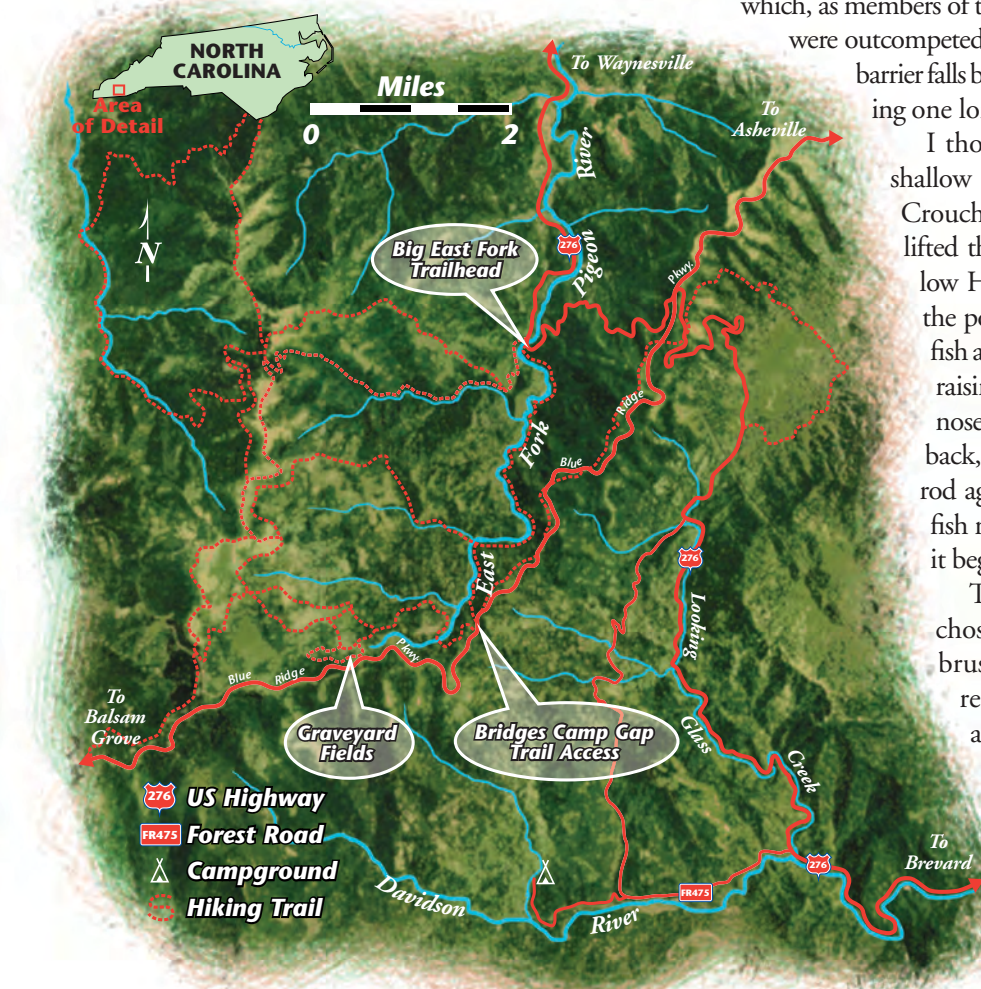 which, as members of t
were outcompeted
barrier falls b
ing one lo
I tho
shallow
Crouch
lifted th
low H
the po
fish a
raisin
nose
back,
rod ag
fish r
it beg
T
chos
brus
re
a
NORTH
CAROLINA
Area
of Detail
Miles
0 2
N
To Waynesville
To
Asheville
River
276
Pigeon
Big East Fork
Trailhead
Pkwy.
Ridge
Blue
Fork
East
276
Looking
Glass
Creek
Pkwy.
Blue Ridge
To
Balsam
Grove
Graveyard
Fields
Bridges Camp Gap
Trail Access
276 US Highway
FR475 Forest Road
Campground
Hiking Trail
Davidson
River
FR475
276
To
Brevard